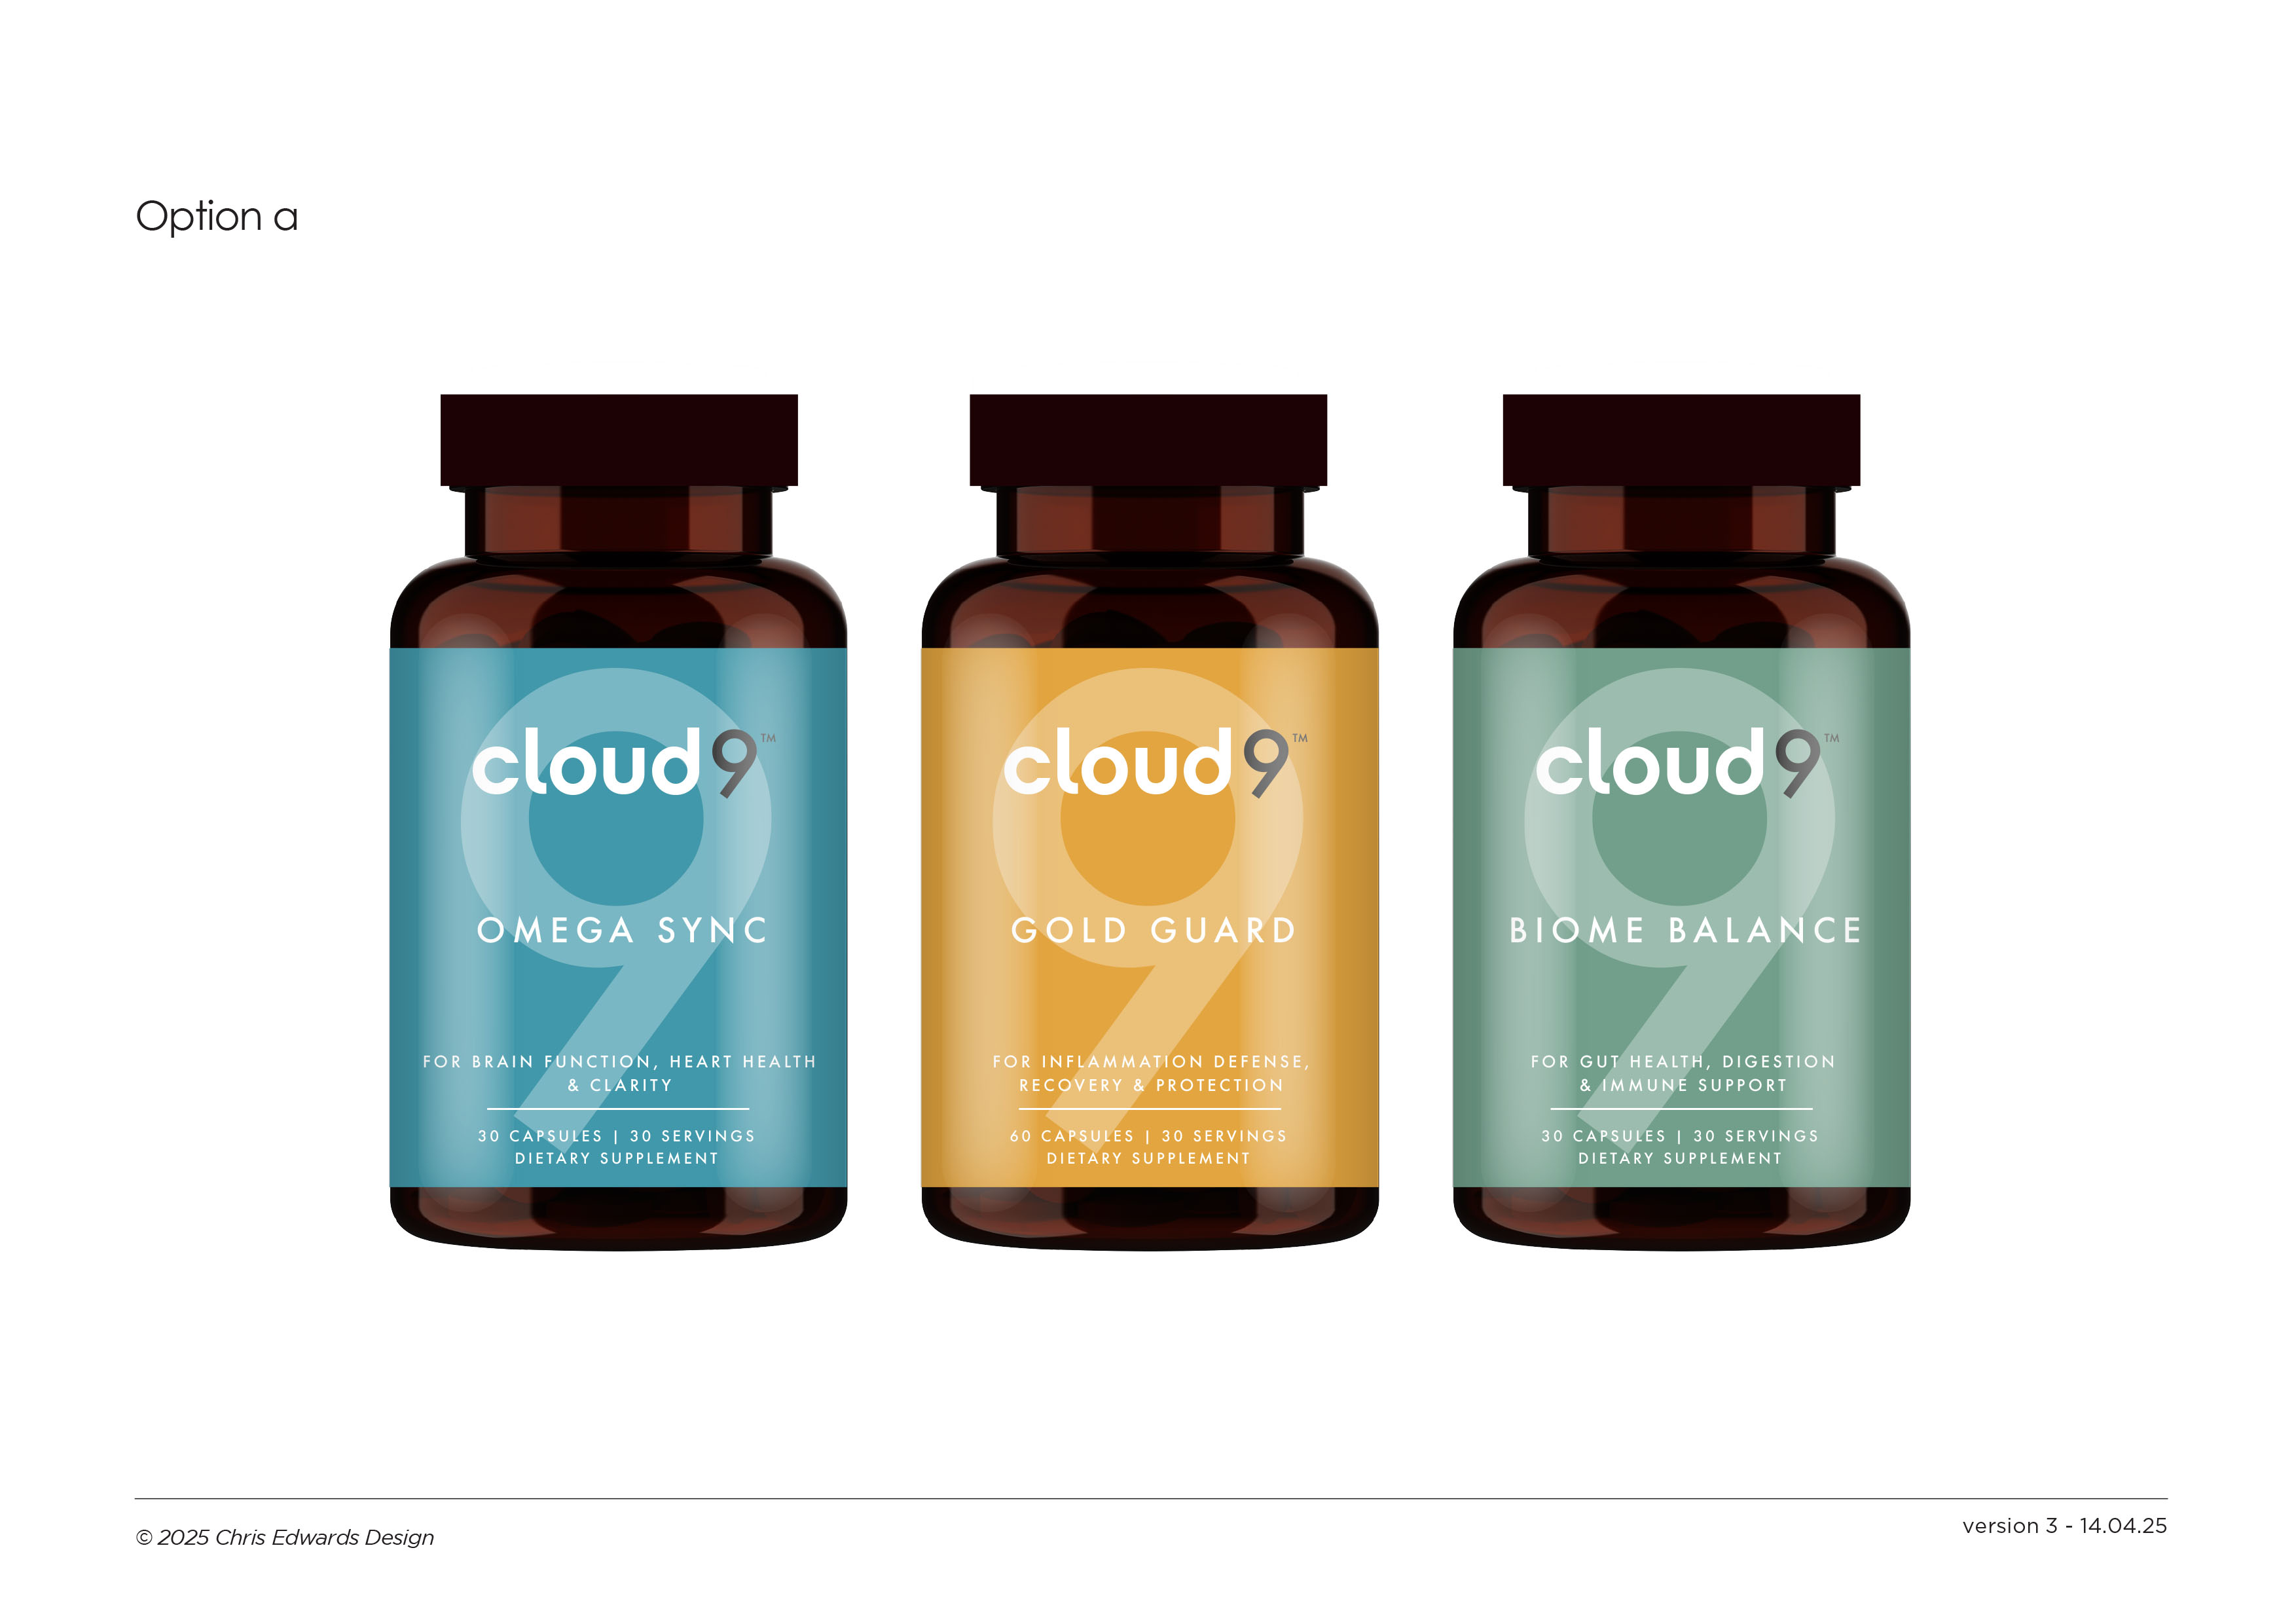 Option a
cloud9™
OMEGA SYNC
FOR BRAIN FUNCTION, HEART HEALTH
& CLARITY
30 CAPSULES | 30 SERVINGS
DIETARY SUPPLEMENT
cloud9™
GOLD GUARD
FOR INFLAMMATION DEFENSE,
RECOVERY & PROTECTION
60 CAPSULES | 30 SERVINGS
DIETARY SUPPLEMENT
cloud9™
BIOME BALANCE
FOR GUT HEALTH, DIGESTION
& IMMUNE SUPPORT
30 CAPSULES | 30 SERVINGS
DIETARY SUPPLEMENT
© 2025 Chris Edwards Design
version 3 - 14.04.25